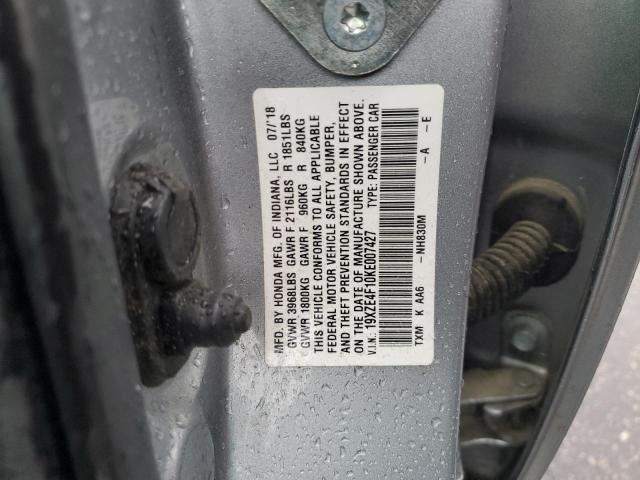 MFD. BY HONDA MFG. OF INDIANA, LLC 07/'18
GVWR 3968LBS GAWR F 2116LBS R 1851LBS
GVWR 1800KG GAWR F 960KG R 840KG
THIS VEHICLE CONFORMS TO ALL APPLICABLE
FEDERAL MOTOR VEHICLE SAFETY, BUMPER,
AND THEFT PREVENTION STANDARDS IN EFFECT
ON THE DATE OF MANUFACTURE SHOWN ABOVE.
V.I.N.: 19XZE4F10KE007427 TYPE: PASSENGER CAR
TXM K AA6 -NH830M -A -E